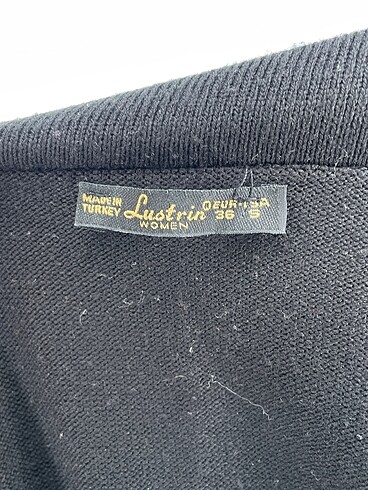 MADE IN
TURKEY
Lustrin
WOMEN
36 S